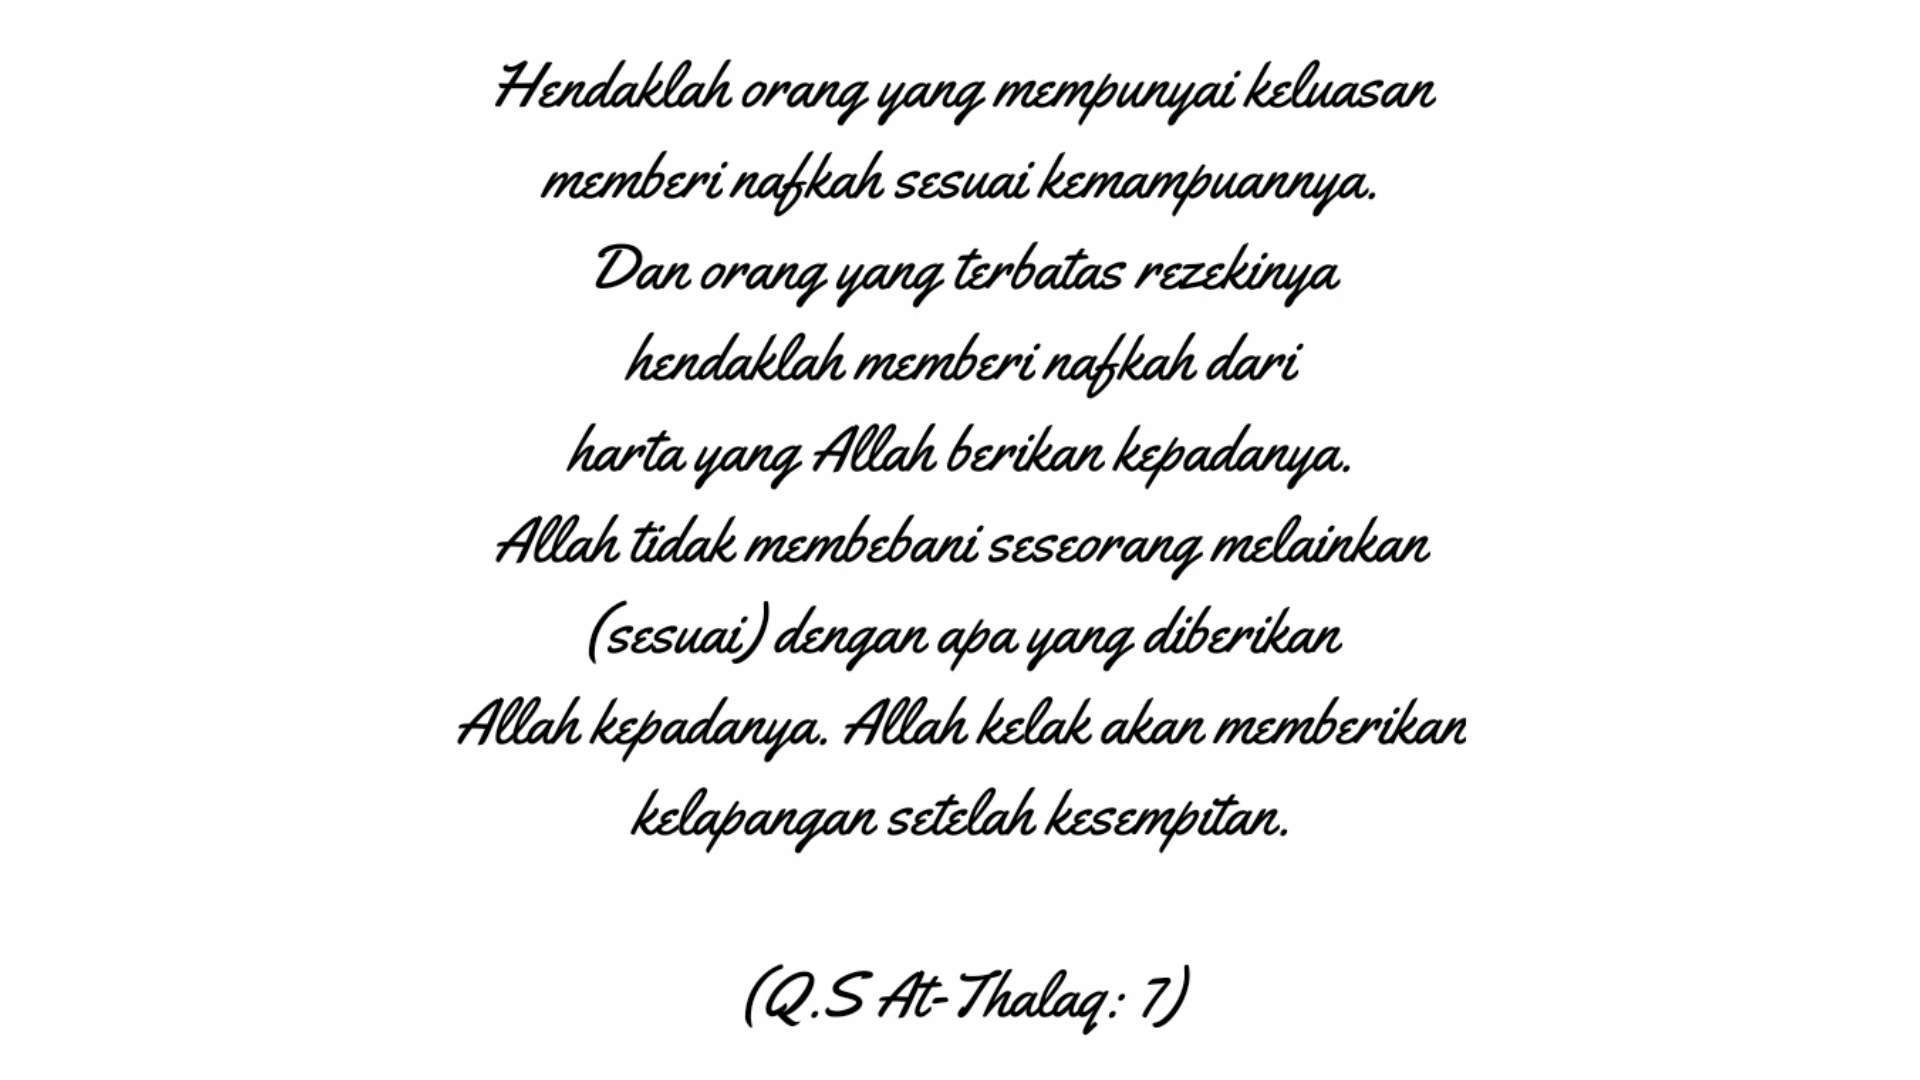 Hendaklah orang yang mempunyai keluasan
memberi nafkah sesuai kemampuannya.
Dan orang yang terbatas rezekinya
hendaklah memberi nafkah dari
harta yang Allah berikan kepadanya.
Allah tidak membebani seseorang melainkan
(sesuai) dengan apa yang diberikan
Allah kepadanya. Allah kelak akan memberikan
kelapangan setelah kesempitan.
(Q.S At-Thalaq: 7)